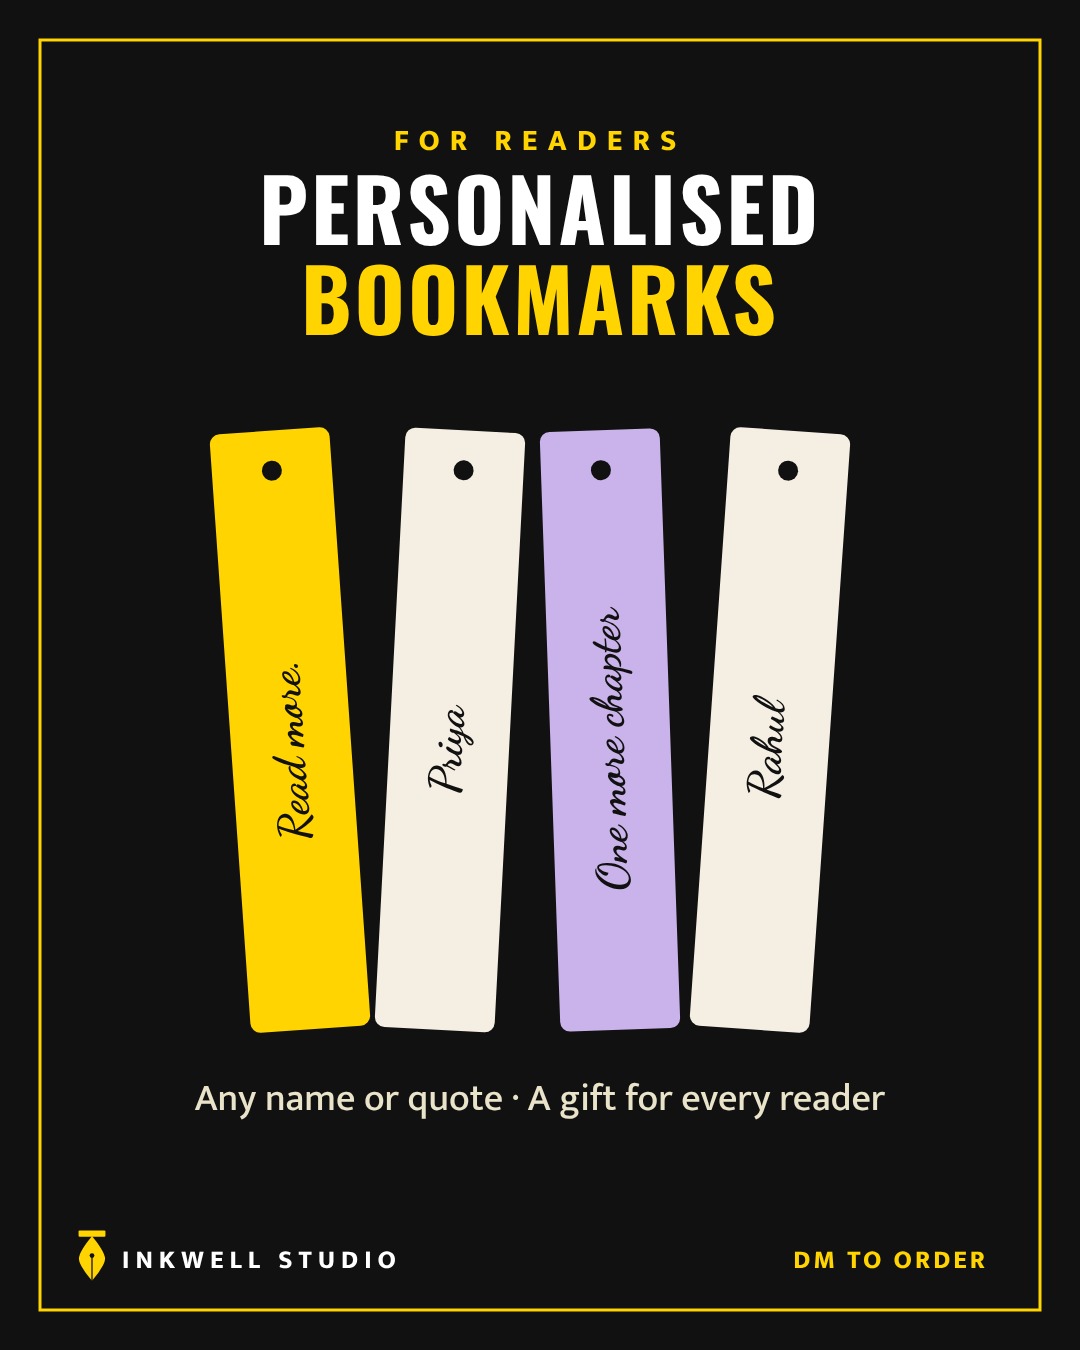 FOR READERS
PERSONALISED
BOOKMARKS
Read more.
Priya
One more chapter
Rahul
Any name or quote · A gift for every reader
INKWELL STUDIO
DM TO ORDER